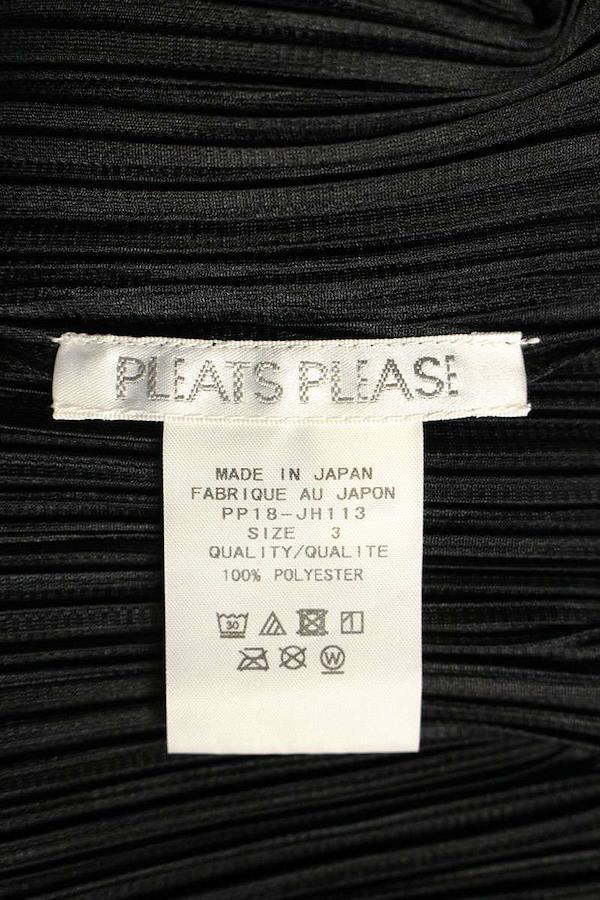 PLEATS PLEASE
MADE IN JAPAN
FABRIQUE AU JAPON
PP18-JH113
SIZE 3
QUALITY/QUALITE
100% POLYESTER
30
W